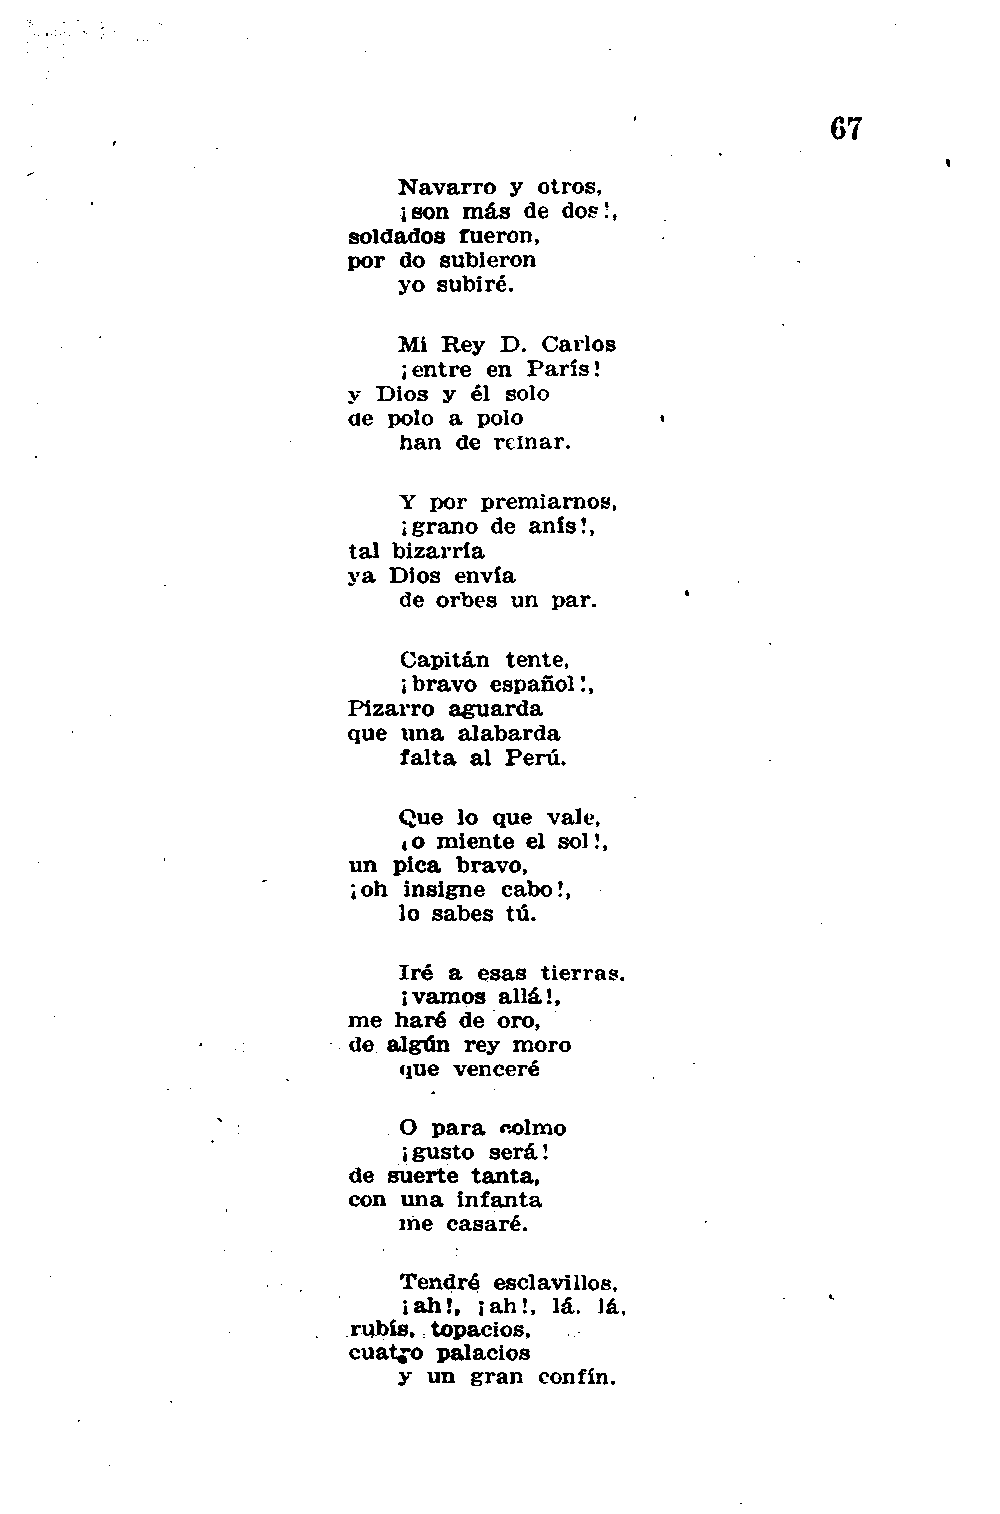 67
Navarro y otros,
¡son más de dos!,
soldados fueron,
por do subieron
yo subiré.
Mi Rey D. Carlos
¡entre en París!
y Dios y él solo
de polo a polo
han de reinar.
Y por premiarnos,
¡grano de anís!,
tal bizarría
ya Dios envía
de orbes un par.
Capitán tente,
¡bravo español!,
Pizarro aguarda
que una alabarda
falta al Perú.
Que lo que vale,
¡o miente el sol!,
un pica bravo,
¡oh insigne cabo!,
lo sabes tú.
Iré a esas tierras.
¡vamos allá!,
me haré de oro,
de algún rey moro
que venceré
O para colmo
¡gusto será!
de suerte tanta,
con una infanta
me casaré.
Tendré esclavillos,
¡ah!, ¡ah!, lá, lá,
rubís, topacios,
cuatro palacios
y un gran confín.